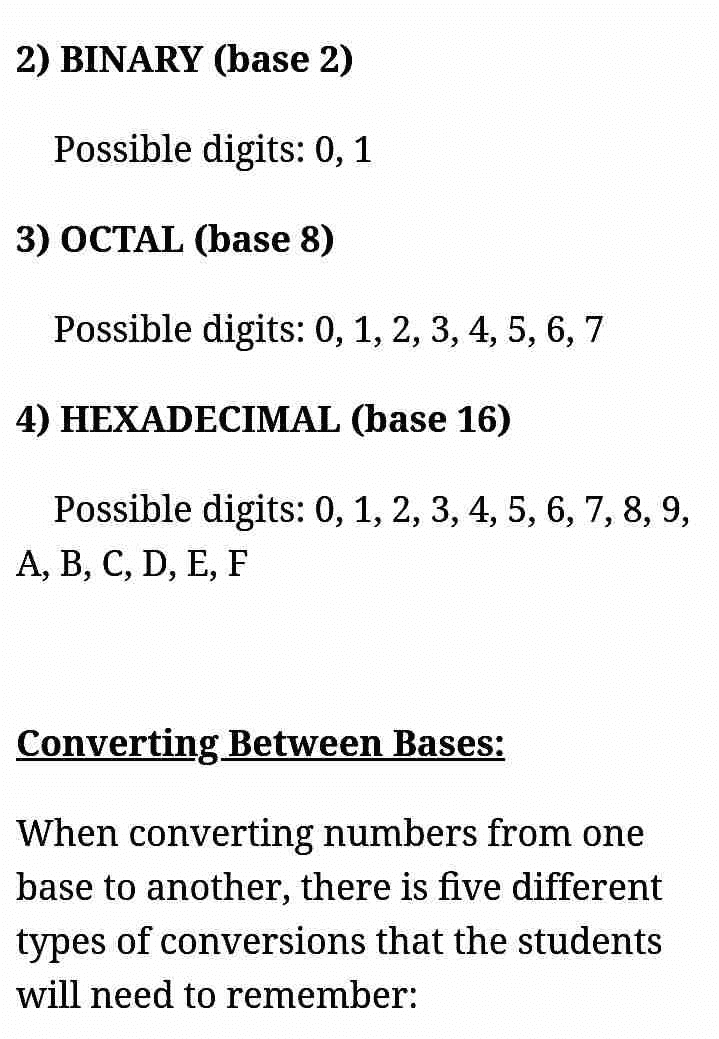 2) BINARY (base 2)
Possible digits: 0, 1
3) OCTAL (base 8)
Possible digits: 0, 1, 2, 3, 4, 5, 6, 7
4) HEXADECIMAL (base 16)
Possible digits: 0, 1, 2, 3, 4, 5, 6, 7, 8, 9,
A, B, C, D, E, F
Converting Between Bases:
When converting numbers from one
base to another, there is five different
types of conversions that the students
will need to remember: